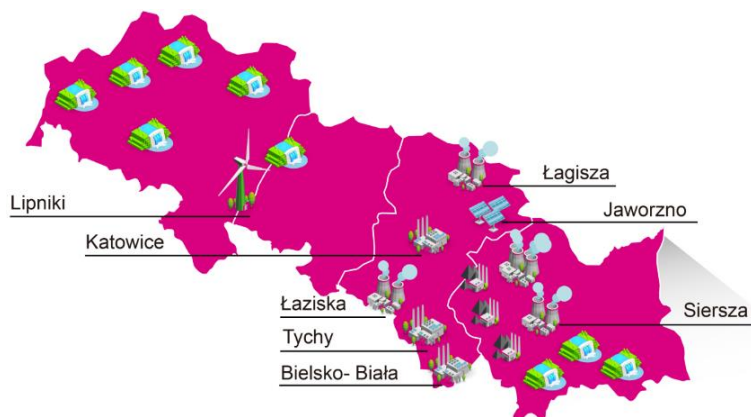 Łagisza
Lipniki
Jaworzno
Katowice
Łaziska
Siersza
Tychy
Bielsko- Biała